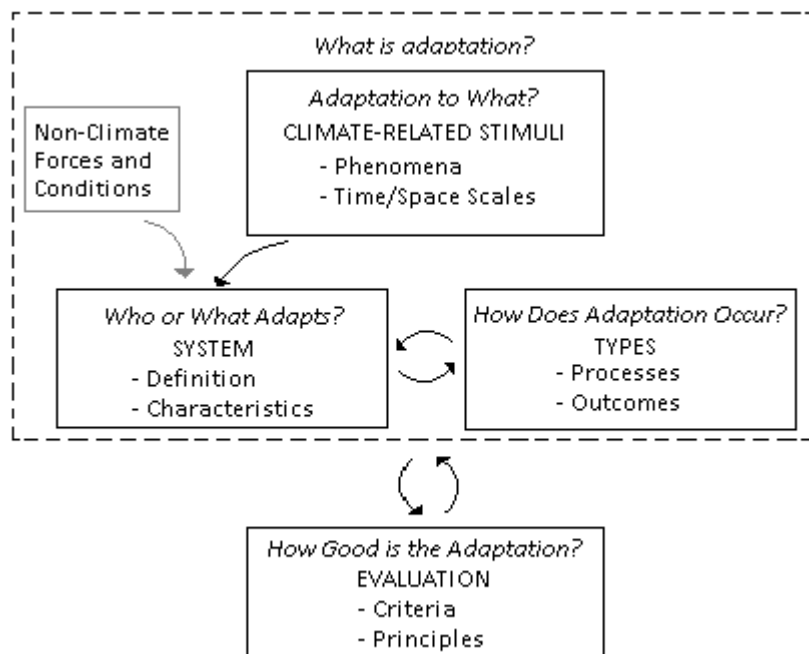 What is adaptation?
Adaptation to What?
CLIMATE-RELATED STIMULI
- Phenomena
- Time/Space Scales
Non-Climate
Forces and
Conditions
Who or What Adapts?
SYSTEM
- Definition
- Characteristics
How Does Adaptation Occur?
TYPES
- Processes
- Outcomes
How Good is the Adaptation?
EVALUATION
- Criteria
- Principles